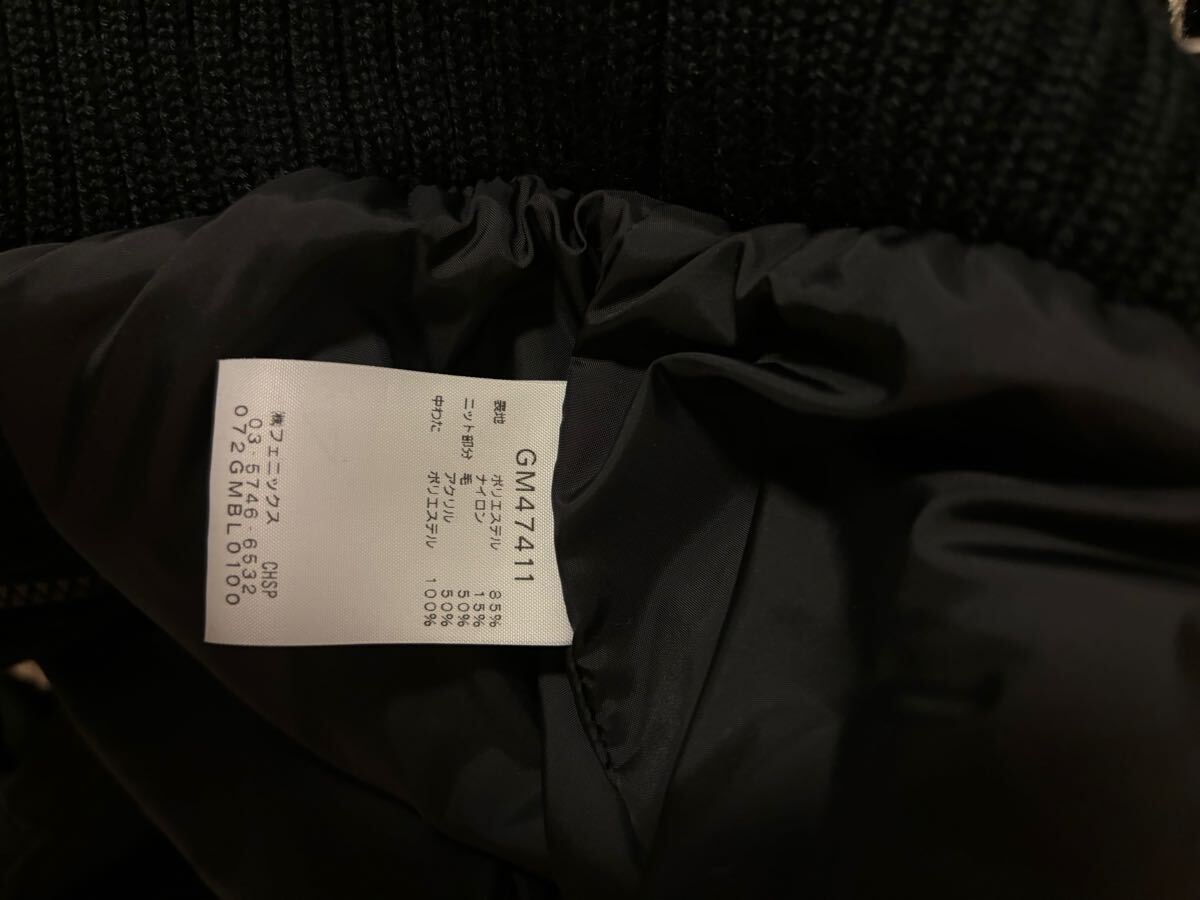 GM47411
表地 ポリエステル 85%
ナイロン 15%
ニット部分 毛 50%
アクリル 50%
中わた ポリエステル 100%
㈱フェニックス CHSP
03-5746-6532
072GMBL0100